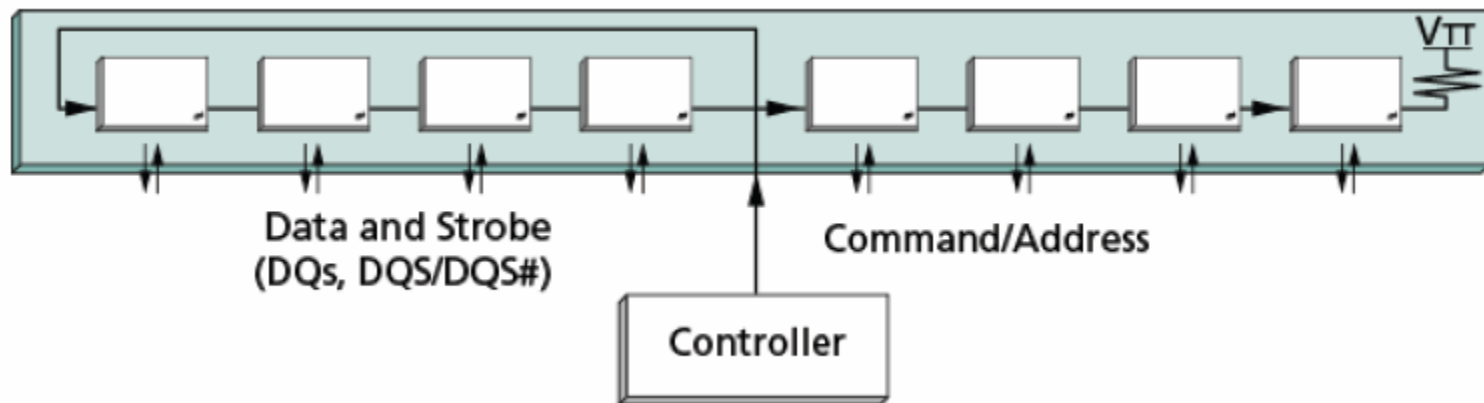 VTT
Data and Strobe
(DQs, DQS/DQS#)
Command/Address
Controller